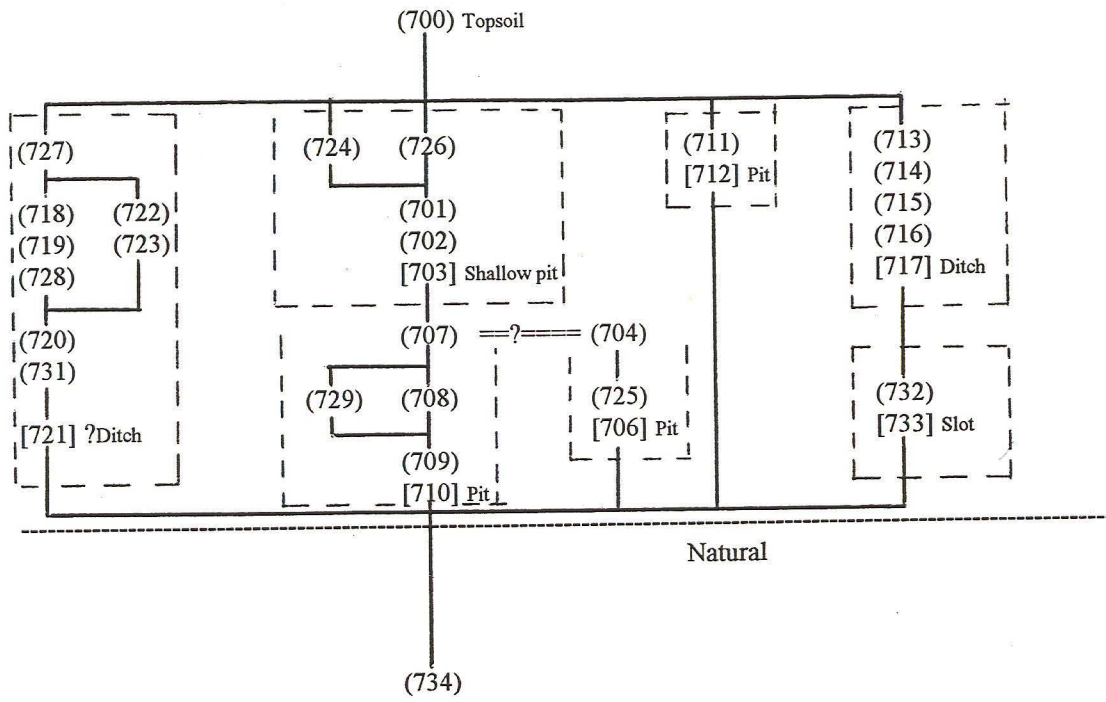 (700) Topsoil
(727)
(724)
(726)
(711)
(713)
[712] Pit
(714)
(718)
(722)
(701)
(715)
(719)
(723)
(702)
(716)
(728)
[703] Shallow pit
[717] Ditch
(720)
(707) ==?==== (704)
(731)
(729)
(708)
(725)
(732)
[721] ?Ditch
[706] Pit
[733] Slot
(709)
[710] Pit
Natural
(734)